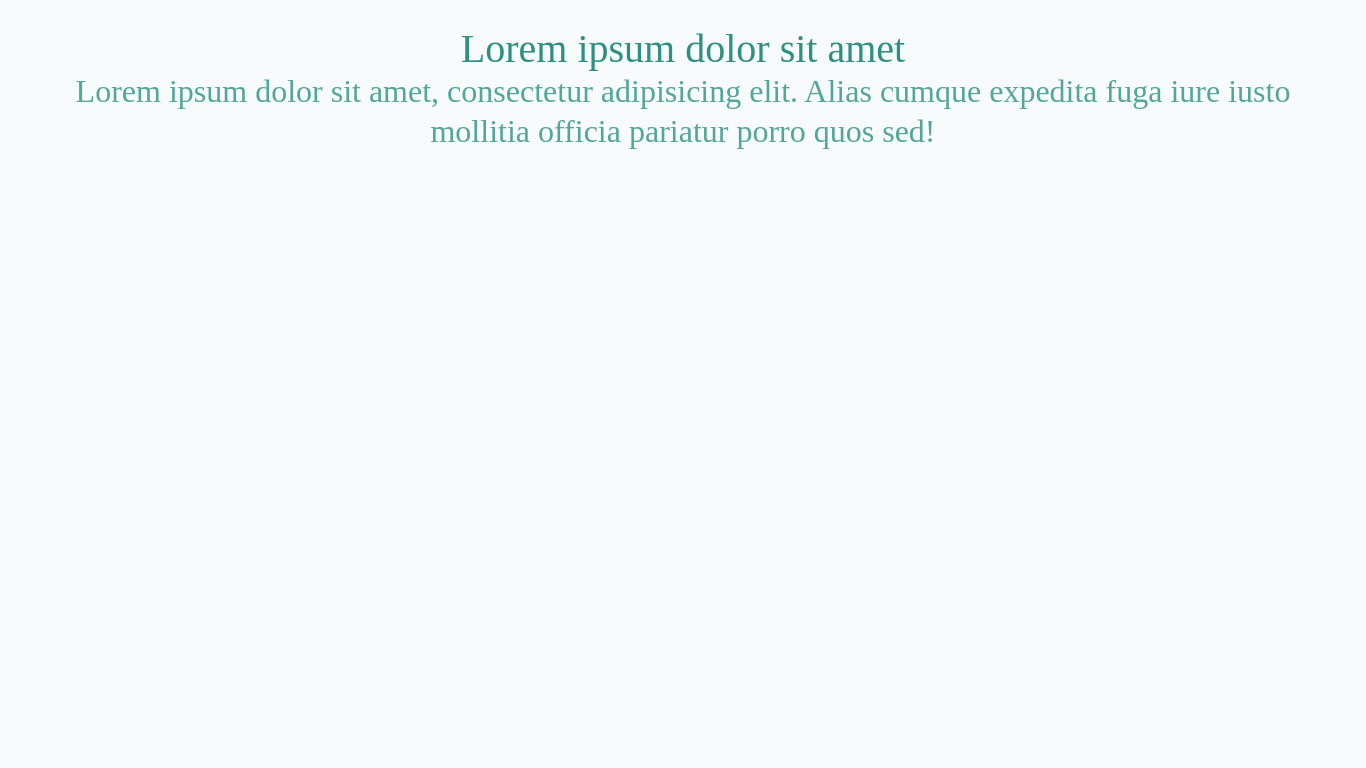 Lorem ipsum dolor sit amet
Lorem ipsum dolor sit amet, consectetur adipisicing elit. Alias cumque expedita fuga iure iusto
mollitia officia pariatur porro quos sed!